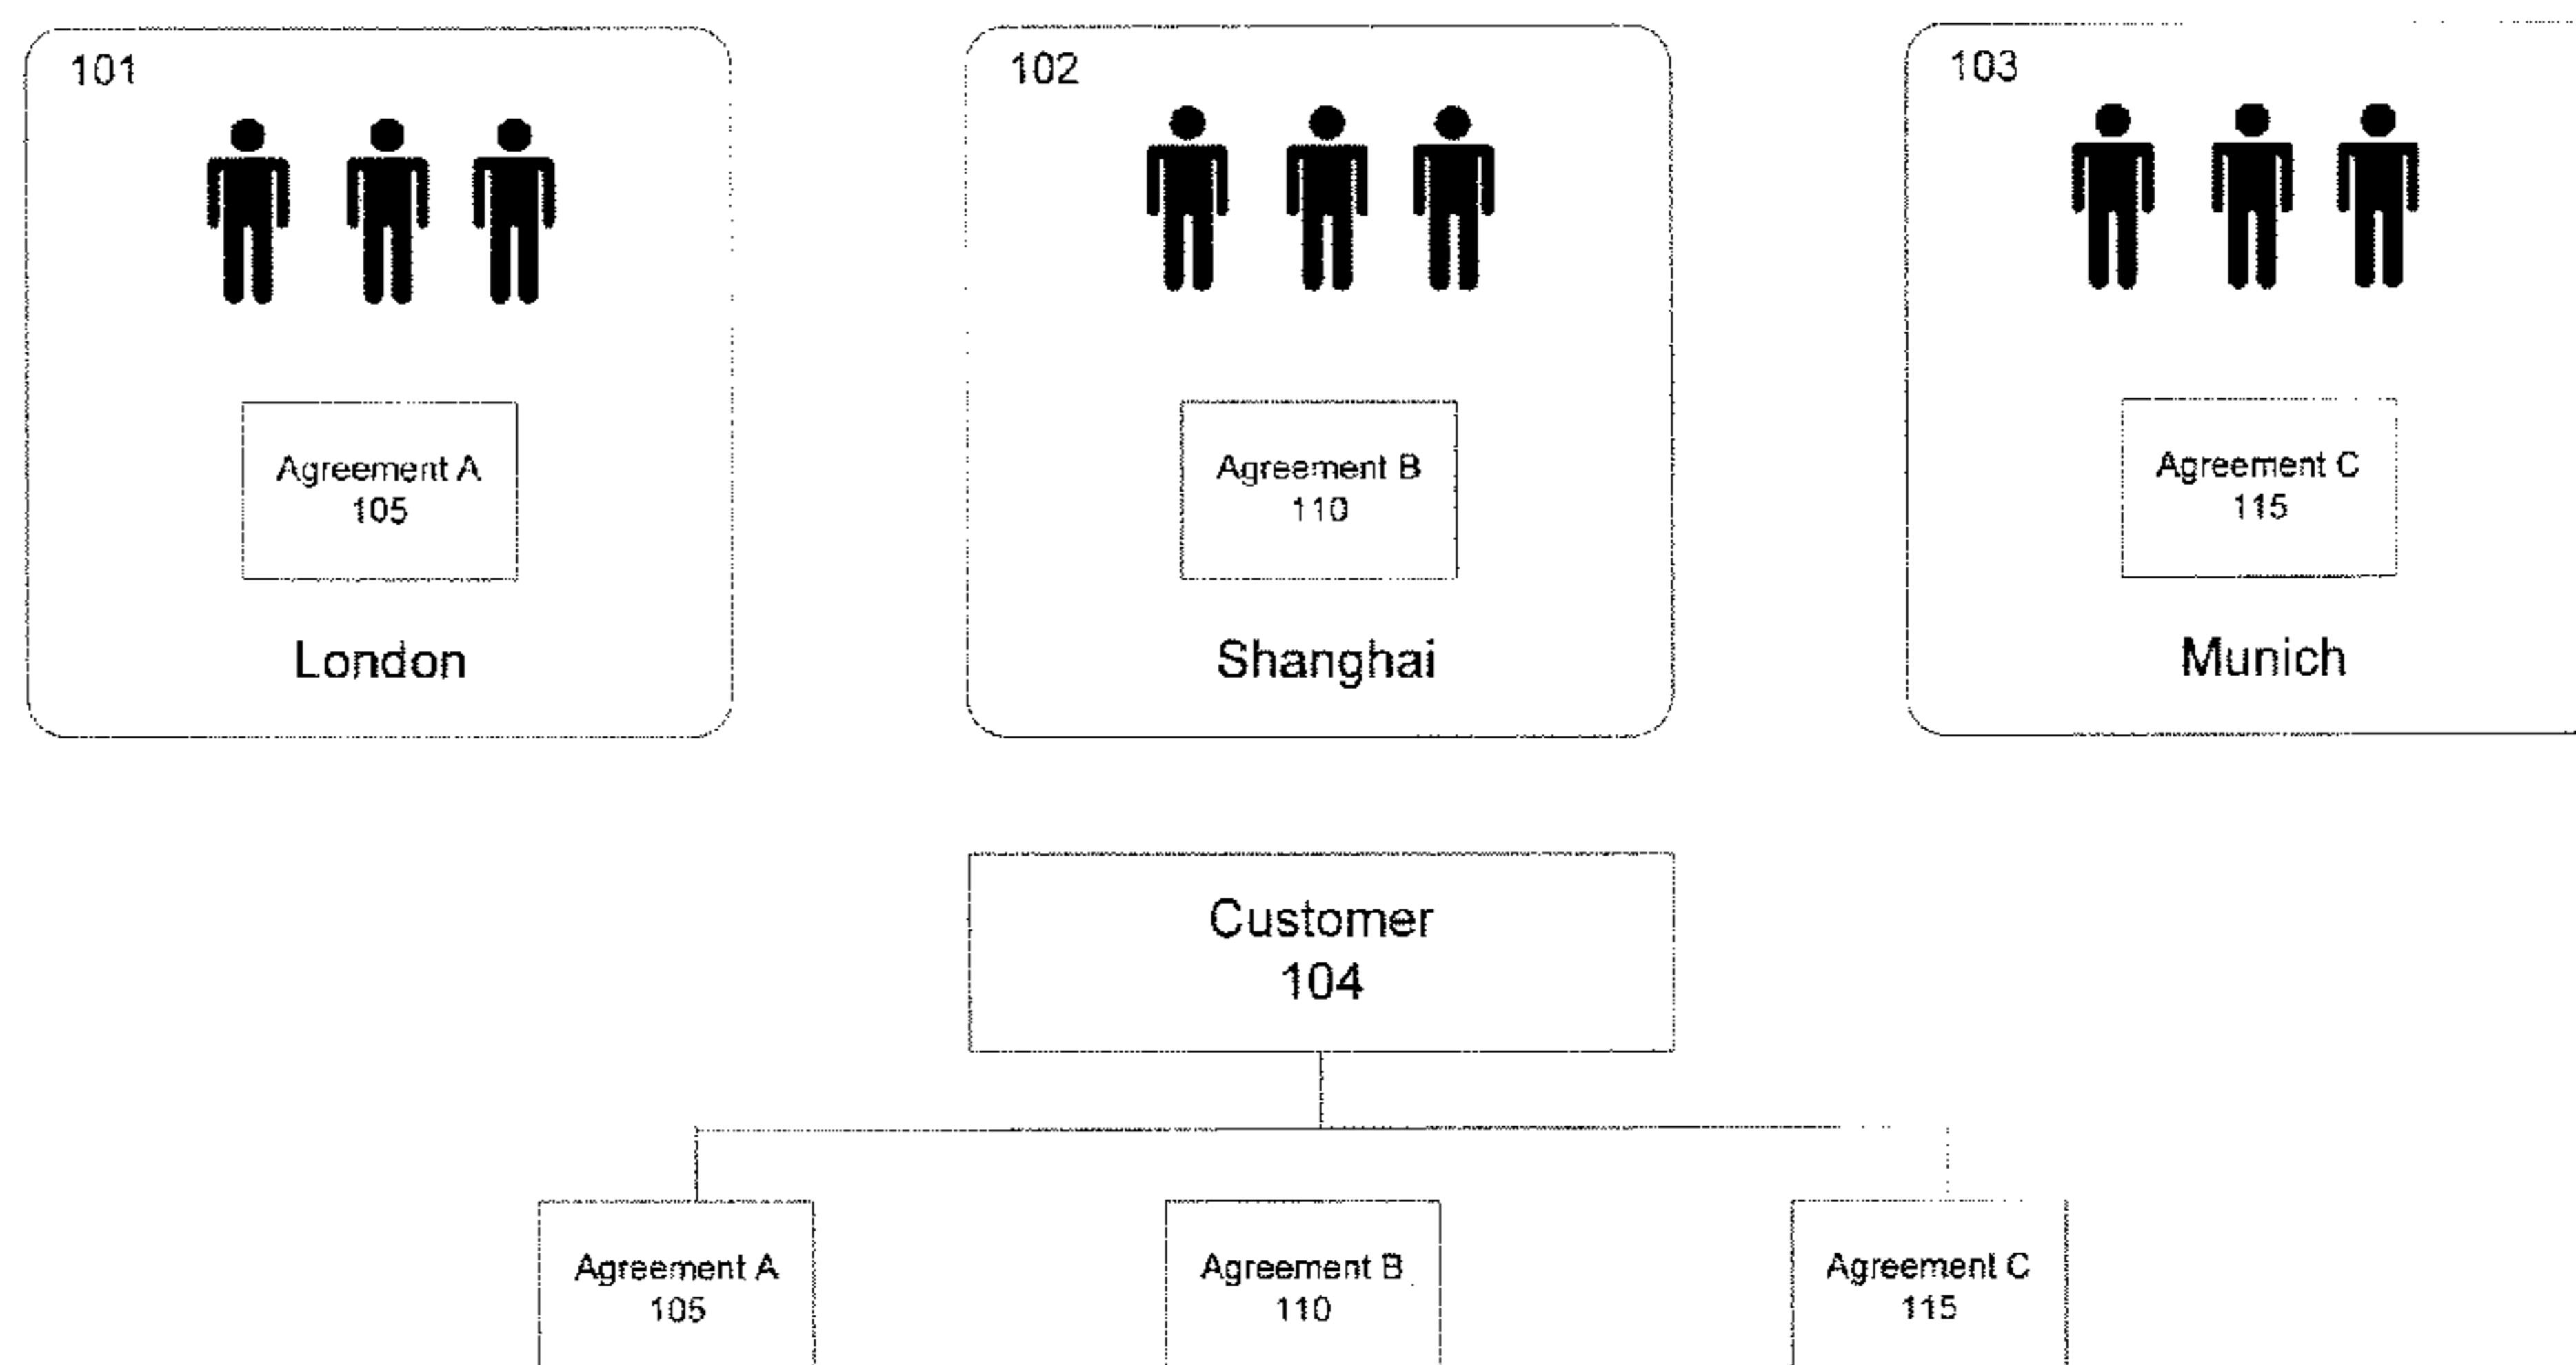 101
102
103
Agreement A
105
Agreement B
110
Agreement C
115
London
Shanghai
Munich
Customer
104
Agreement A
105
Agreement B
110
Agreement C
115